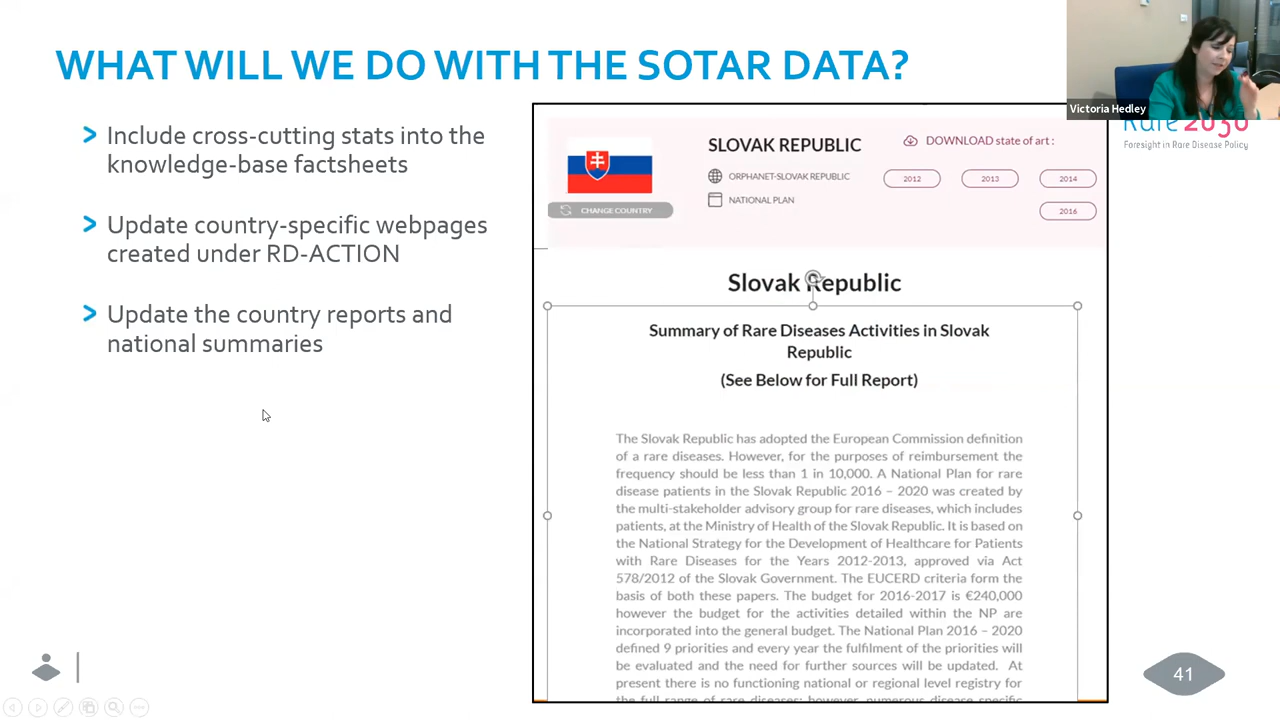 WHAT WILL WE DO WITH THE SOTAR DATA?
Include cross-cutting stats into the
knowledge-base factsheets
Update country-specific webpages
created under RD-ACTION
Update the country reports and
national summaries
SLOVAK REPUBLIC
ORPHANET-SLOVAK REPUBLIC
NATIONAL PLAN
CHANGE COUNTRY
DOWNLOAD state of art :
2012
2013
2014
2016
Slovak Republic
Summary of Rare Diseases Activities in Slovak
Republic
(See Below for Full Report)
The Slovak Republic has adopted the European Commission definition
of a rare diseases. However, for the purposes of reimbursement the
frequency should be less than 1 in 10,000. A National Plan for rare
disease patients in the Slovak Republic 2016 – 2020 was created by
the multi-stakeholder advisory group for rare diseases, which includes
patients, at the Ministry of Health of the Slovak Republic. It is based on
the National Strategy for the Development of Healthcare for Patients
with Rare Diseases for the Years 2012-2013, approved via Act
578/2012 of the Slovak Government. The EUCERD criteria form the
basis of both these papers. The budget for 2016-2017 is €240,000
however the budget for the activities detailed within the NP are
incorporated into the general budget. The National Plan 2016 – 2020
defined 9 priorities and every year the fulfilment of the priorities will
be evaluated and the need for further sources will be updated. At
present there is no functioning national or regional level registry for
the full range of rare diseases; however, numerous disease specific
Victoria Hedley
Rare 2030
Foresight in Rare Disease Policy
41